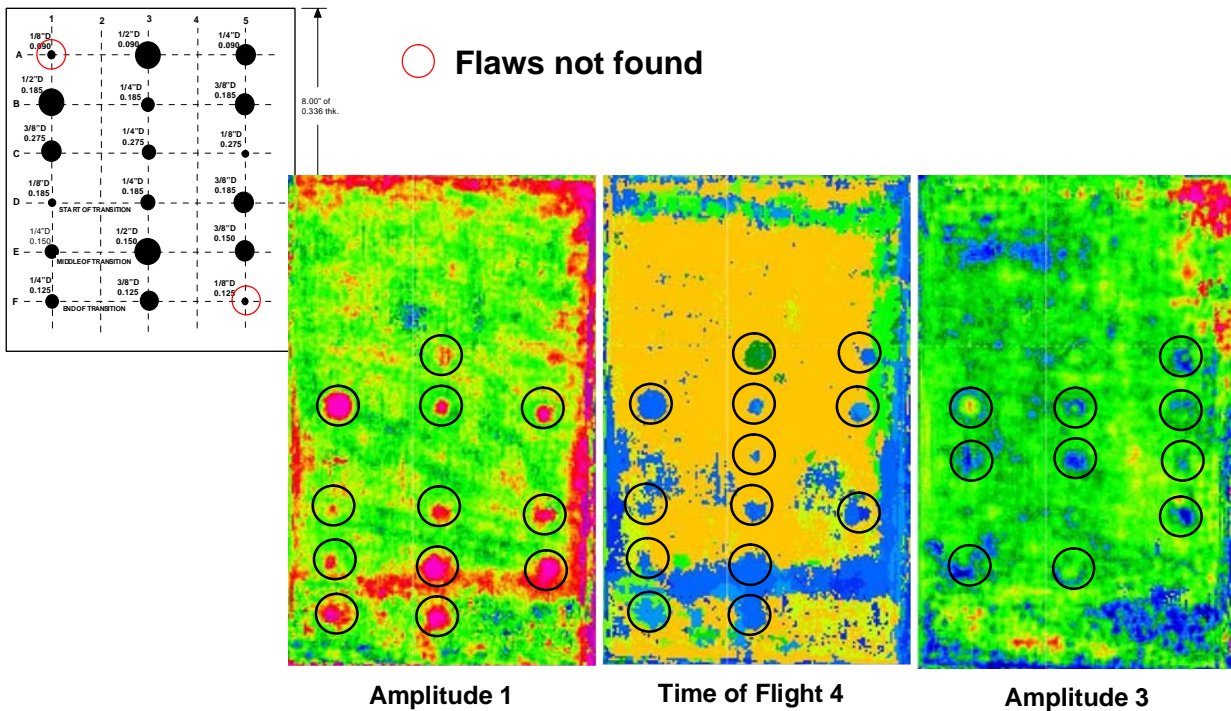 1 2 3 4 5
1/8"D
0.090
1/2"D
0.090
1/4"D
0.090
A
1/2"D
0.185
1/4"D
0.185
3/8"D
0.185
B
3/8"D
0.275
1/4"D
0.275
1/8"D
0.275
C
1/8"D
0.185
1/4"D
0.185
3/8"D
0.185
D
START OF TRANSITION
1/4"D
0.150
1/2"D
0.150
3/8"D
0.150
E
MIDDLE OF TRANSITION
1/4"D
0.125
3/8"D
0.125
1/8"D
0.125
F
END OF TRANSITION
8.00" of
0.336 thk.
Flaws not found
Amplitude 1
Time of Flight 4
Amplitude 3